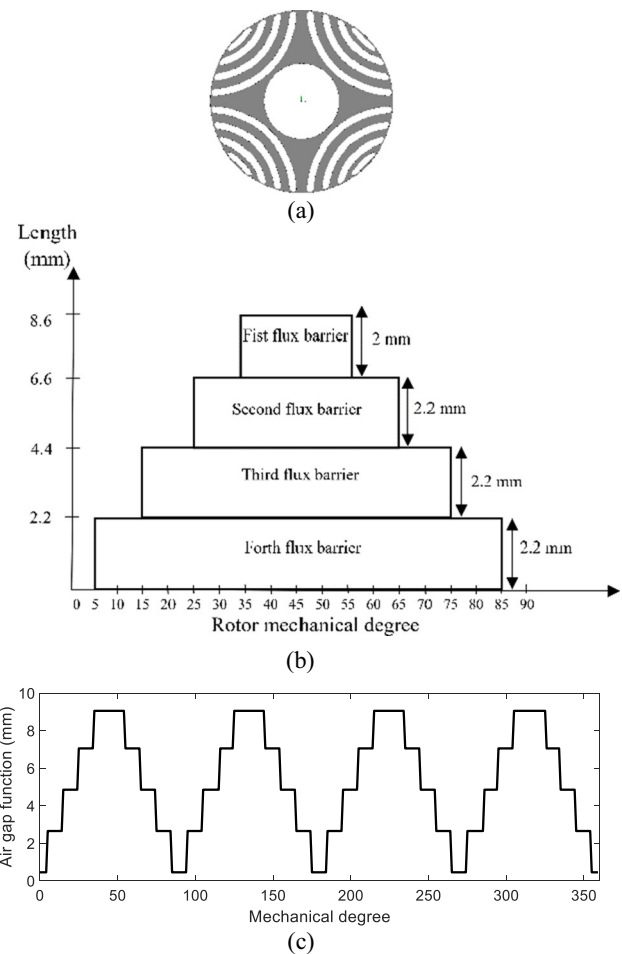 1.
(a)
Length
(mm)
8.6
Fist flux barrier
2 mm
6.6
Second flux barrier
2.2 mm
4.4
Third flux barrier
2.2 mm
2.2
Forth flux barrier
2.2 mm
0 5 10 15 20 25 30 35 40 45 50 55 60 65 70 75 80 85 90
Rotor mechanical degree
(b)
10
8
6
4
2
0
Air gap function (mm)
0 50 100 150 200 250 300 350
Mechanical degree
(c)